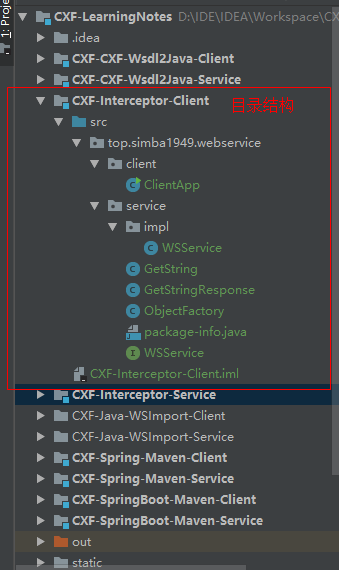 1: Proje
CXF-LearningNotes D:\IDE\IDEA\Workspace\CX
.idea
CXF-CXF-Wsdl2Java-Client
CXF-CXF-Wsdl2Java-Service
CXF-Interceptor-Client 目录结构
src
top.simba1949.webservice
client
ClientApp
service
impl
WSService
GetString
GetStringResponse
ObjectFactory
package-info.java
WSService
CXF-Interceptor-Client.iml
CXF-Interceptor-Service
CXF-Java-WSImport-Client
CXF-Java-WSImport-Service
CXF-Spring-Maven-Client
CXF-Spring-Maven-Service
CXF-SpringBoot-Maven-Client
CXF-SpringBoot-Maven-Service
out
static